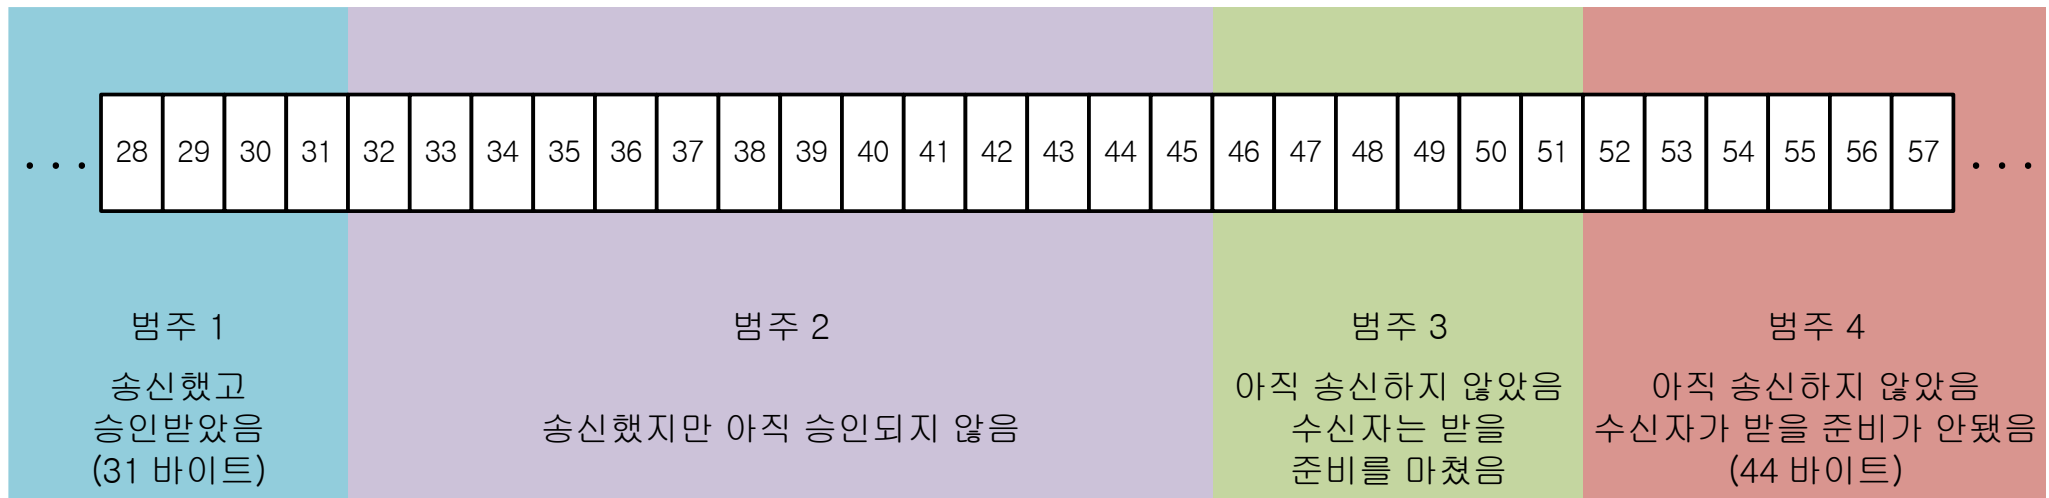 ... 28 29 30 31 32 33 34 35 36 37 38 39 40 41 42 43 44 45 46 47 48 49 50 51 52 53 54 55 56 57 ...
범주 1
송신했고
승인받았음
(31 바이트)
범주 2
송신했지만 아직 승인되지 않음
범주 3
아직 송신하지 않았음
수신자는 받을
준비를 마쳤음
범주 4
아직 송신하지 않았음
수신자가 받을 준비가 안됐음
(44 바이트)